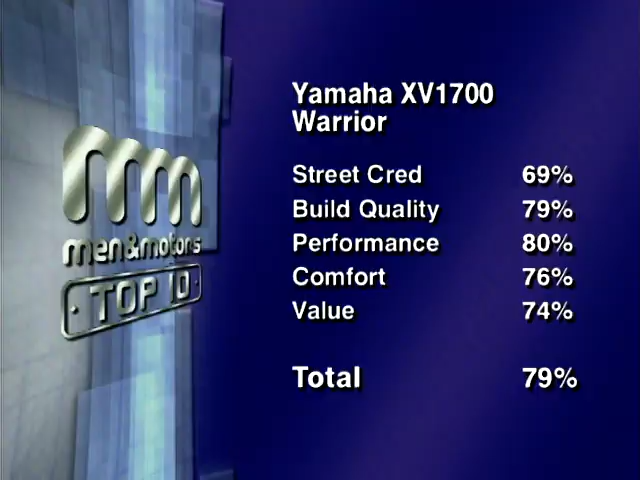 Yamaha XV1700
Warrior
Street Cred 69%
Build Quality 79%
Performance 80%
Comfort 76%
Value 74%
Total 79%
mm
men&motors
TOP 10